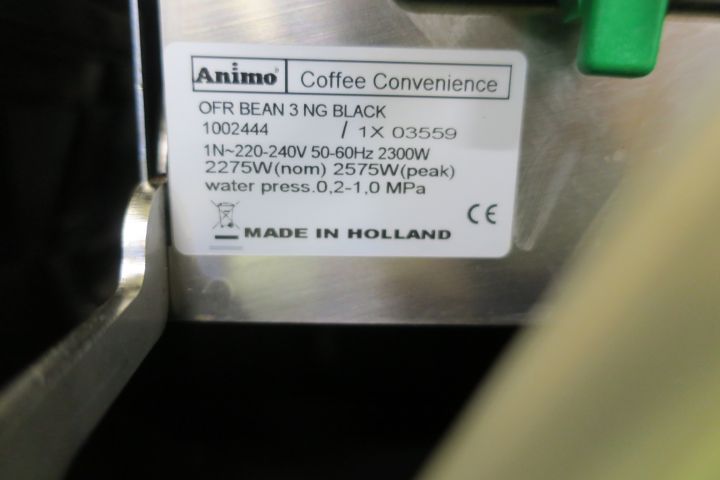 Animo® Coffee Convenience
OFR BEAN 3 NG BLACK
1002444 / 1X 03559
1N~220-240V 50-60Hz 2300W
2275W(nom) 2575W(peak)
water press.0,2-1,0 MPa
CE
MADE IN HOLLAND